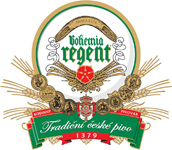 Bohemia
regent
Tradiční české pivo
1379